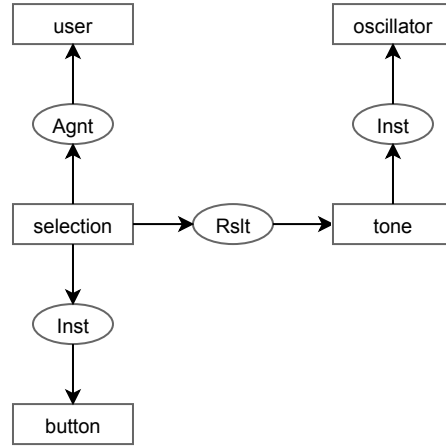 user
oscillator
Agnt
Inst
selection
Rslt
tone
Inst
button